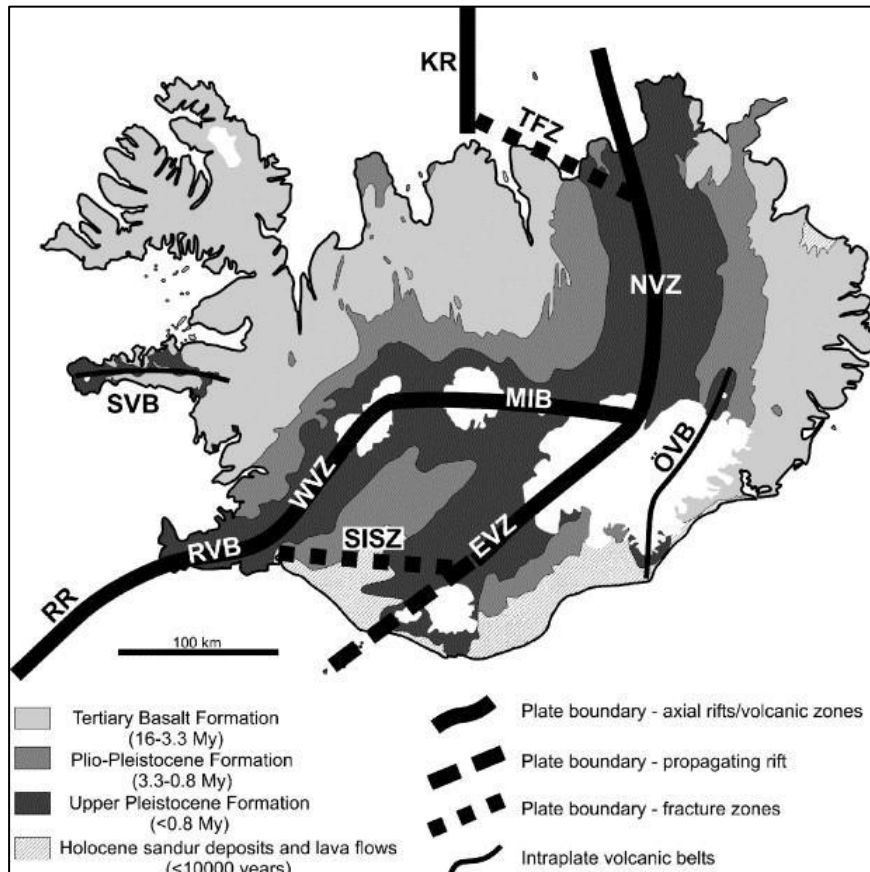 KR
TFZ
NVZ
SVB
MIB
ÖVB
WVZ
EVZ
SISZ
RVB
RR
100 km
Tertiary Basalt Formation
(16-3.3 My)
Plio-Pleistocene Formation
(3.3-0.8 My)
Upper Pleistocene Formation
(<0.8 My)
Holocene sandur deposits and lava flows
(≤10000 years)
Plate boundary - axial rifts/volcanic zones
Plate boundary - propagating rift
Plate boundary - fracture zones
Intraplate volcanic belts